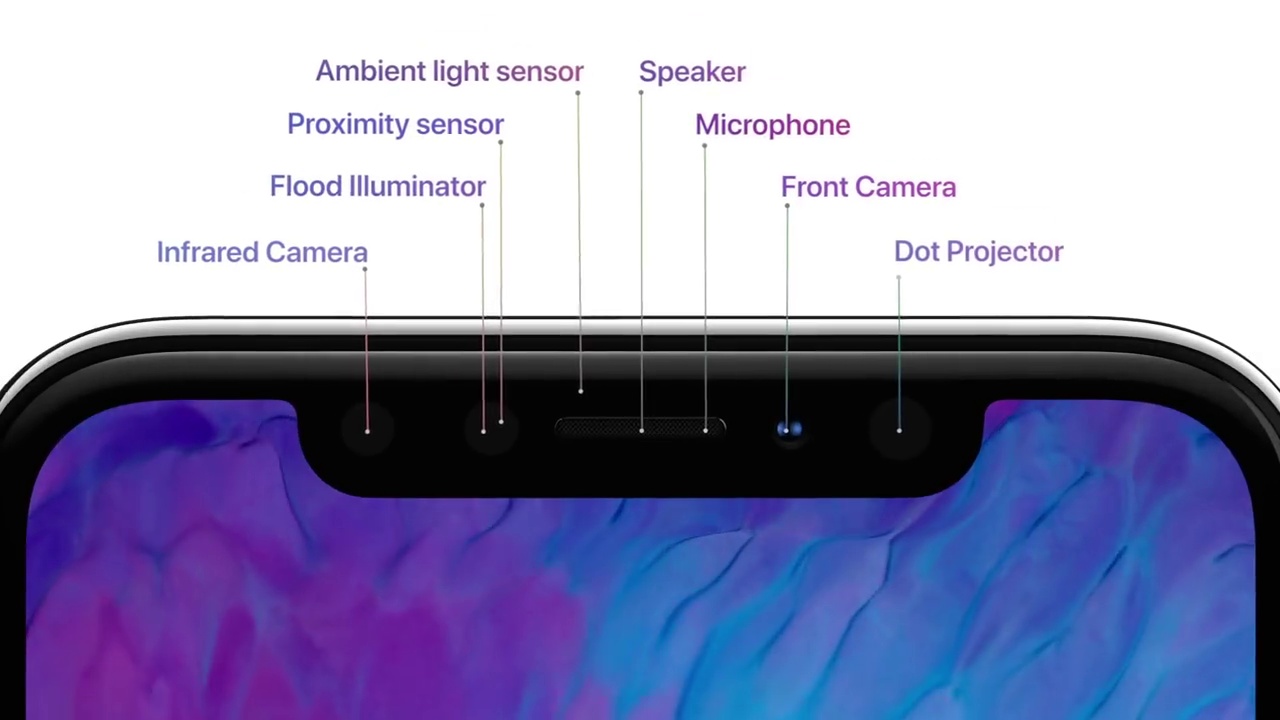 Ambient light sensor
Speaker
Proximity sensor
Microphone
Flood Illuminator
Front Camera
Infrared Camera
Dot Projector